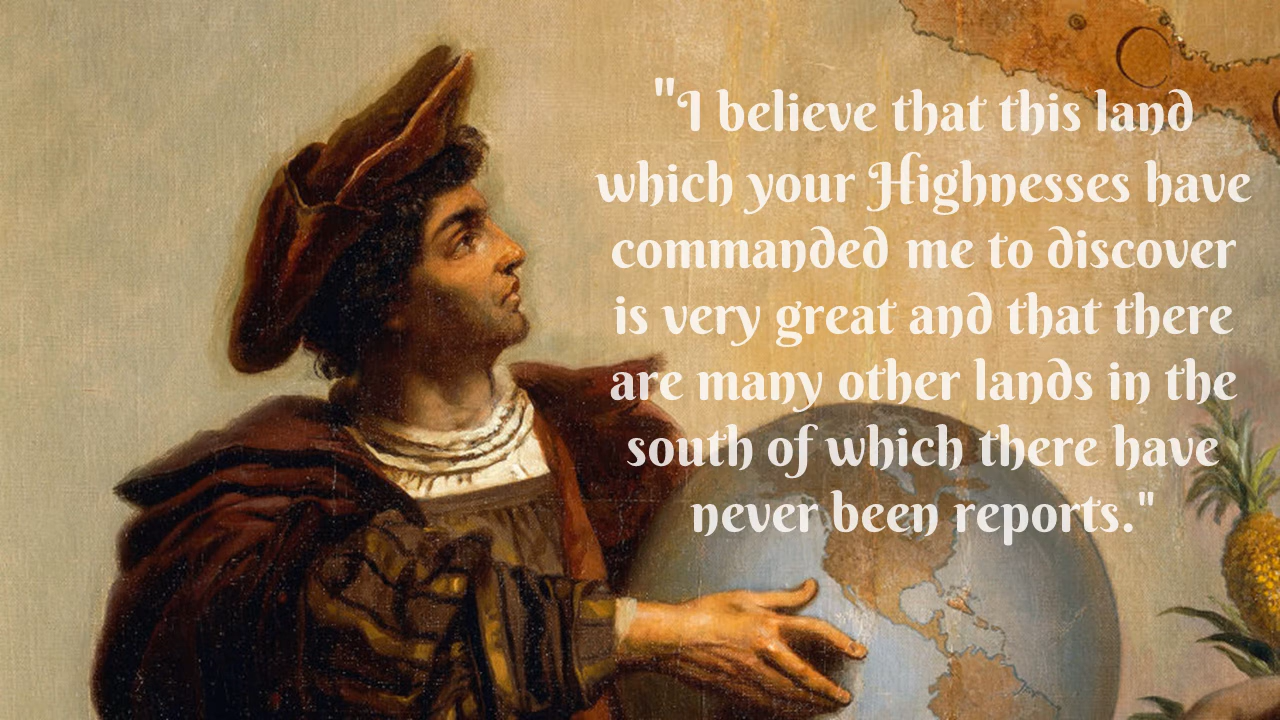 "I believe that this land
which your Highnesses have
commanded me to discover
is very great and that there
are many other lands in the
south of which there have
never been reports."